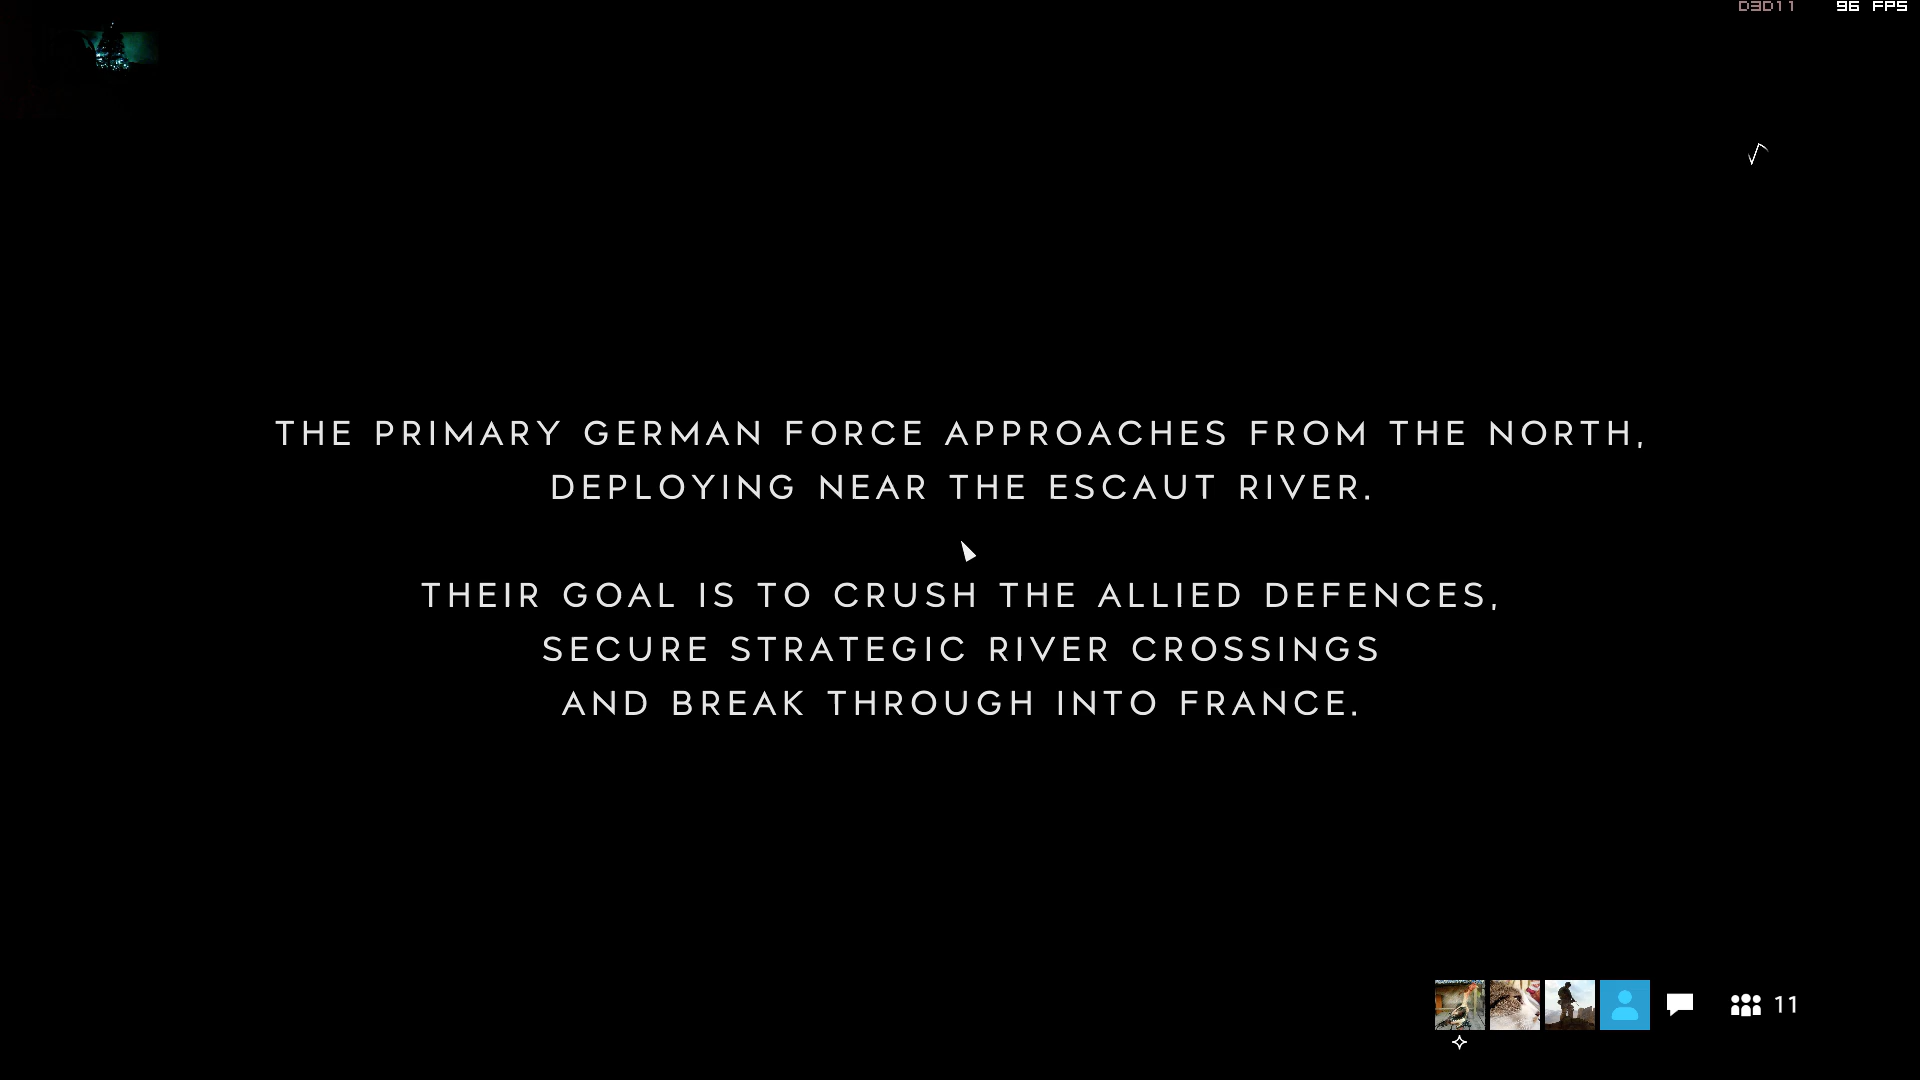 D3D11 96 FPS
THE PRIMARY GERMAN FORCE APPROACHES FROM THE NORTH,
DEPLOYING NEAR THE ESCAUT RIVER.
THEIR GOAL IS TO CRUSH THE ALLIED DEFENCES,
SECURE STRATEGIC RIVER CROSSINGS
AND BREAK THROUGH INTO FRANCE.
11